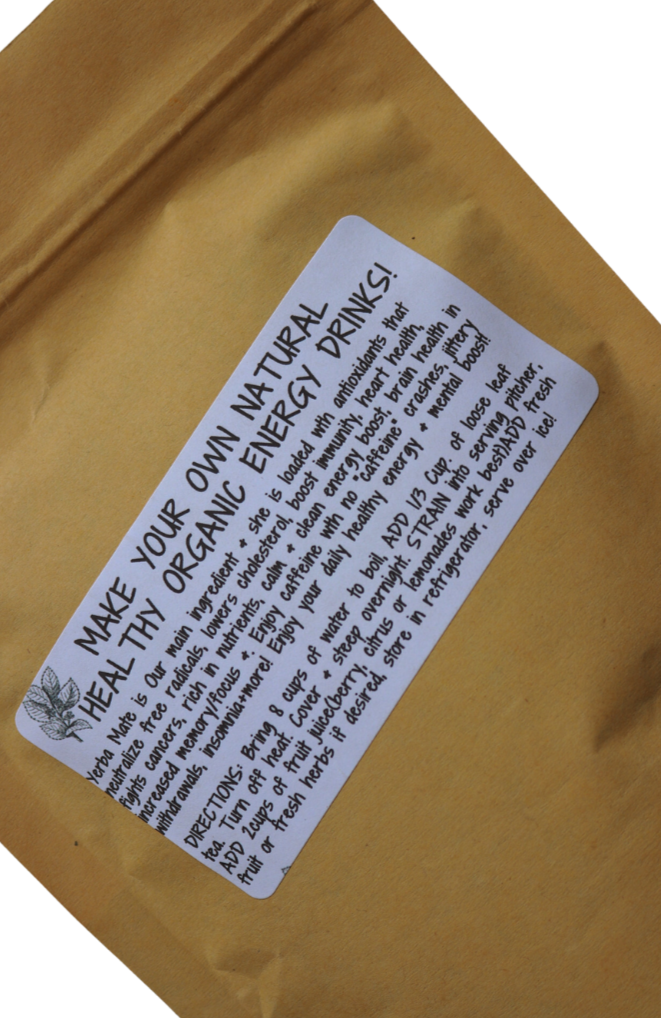 MAKE YOUR OWN NATURAL
HEALTHY ORGANIC ENERGY DRINKS!
Yerba Mate is Our main ingredient & she is loaded with antioxidants that
neutralize free radicals, lowers cholesterol, boost immunity, heart health,
fights cancers, rich in nutrients, calm & clean energy boost, brain health in
increased memory/focus &. Enjoy caffeine with no "caffeine" crashes, jittery
withdrawals, insomnia+more! Enjoy your daily healthy energy & mental boost!
DIRECTIONS: Bring 8 cups of water to boil, ADD 1/3 Cup. of loose leaf
tea. Turn off heat. Cover & steep overnight. STRAIN into serving pitcher,
ADD 2cups of fruit juice(berry, citrus or lemonades work best)ADD fresh
fruit or fresh herbs if desired, store in refrigerator, serve over ice!